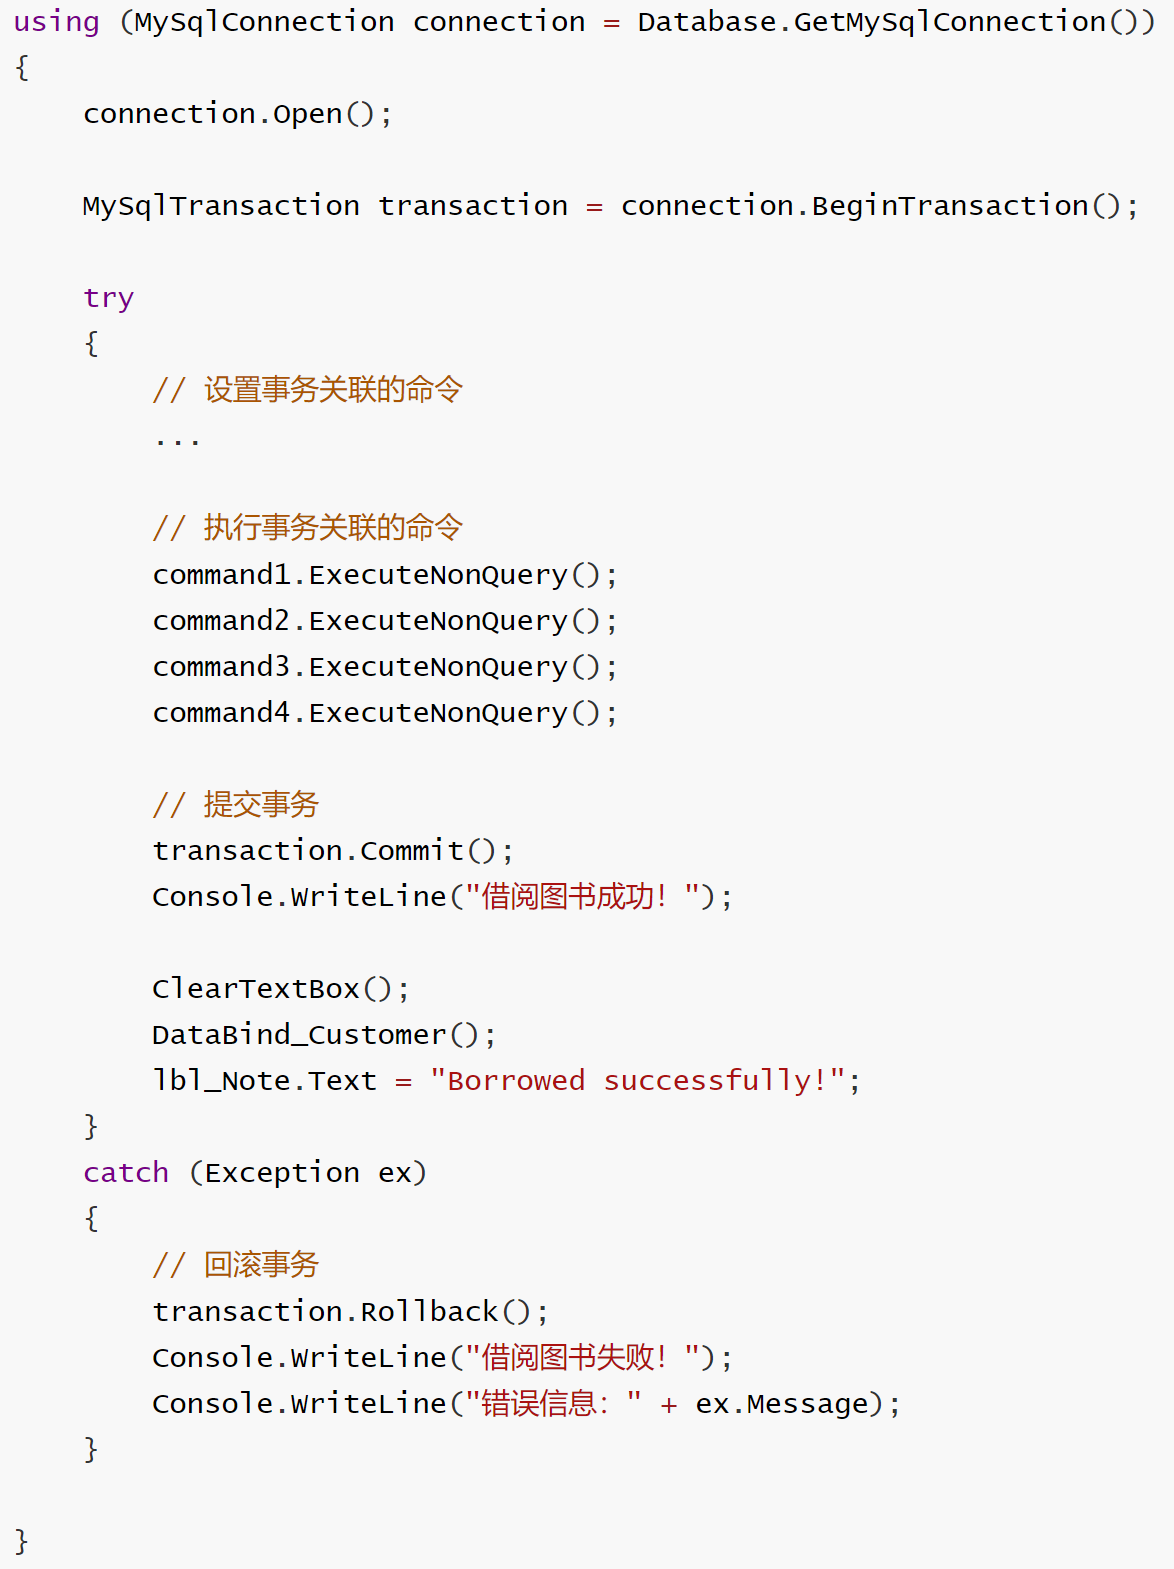 using (MySqlConnection connection = Database.GetMySqlConnection())
{
    connection.Open();

    MySqlTransaction transaction = connection.BeginTransaction();

    try
    {
        // 设置事务关联的命令
        ...

        // 执行事务关联的命令
        command1.ExecuteNonQuery();
        command2.ExecuteNonQuery();
        command3.ExecuteNonQuery();
        command4.ExecuteNonQuery();

        // 提交事务
        transaction.Commit();
        Console.WriteLine("借阅图书成功！");

        ClearTextBox();
        DataBind_Customer();
        lbl_Note.Text = "Borrowed successfully!";
    }
    catch (Exception ex)
    {
        // 回滚事务
        transaction.Rollback();
        Console.WriteLine("借阅图书失败！");
        Console.WriteLine("错误信息：" + ex.Message);
    }

}